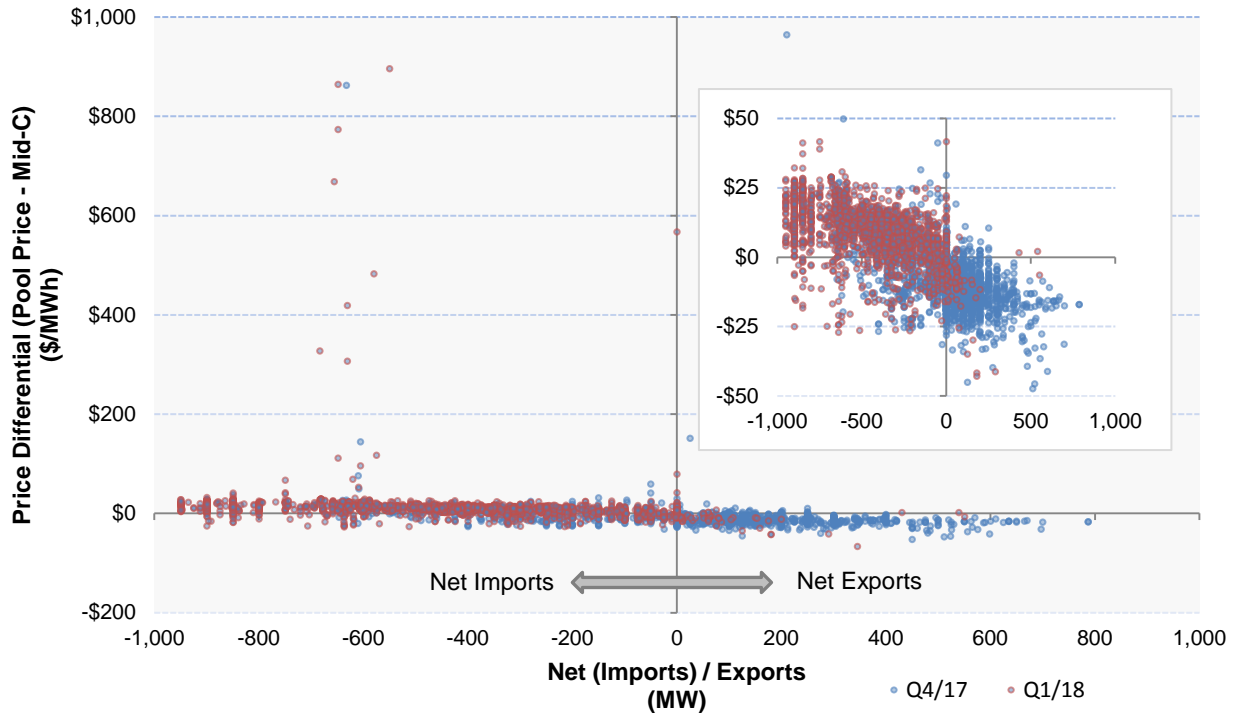 Price Differential (Pool Price - Mid-C)
($/MWh)
$1,000
$800
$600
$400
$200
$0
-$200
-1,000 -800 -600 -400 -200 0 200 400 600 800 1,000
$50
$25
$0
-$25
-$50
-1,000 -500 0 500 1,000
Net Imports
Net Exports
Net (Imports) / Exports
(MW)
Q4/17 Q1/18